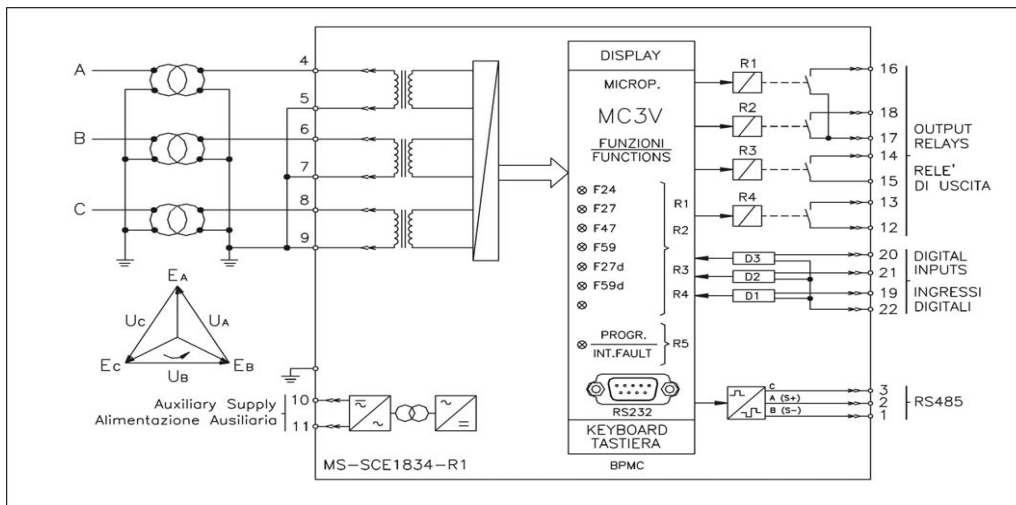 A
B
C
4
5
6
7
8
9
EA
UC
UA
EC
EB
UB
Auxiliary Supply
Alimentazione Ausiliaria
10
11
MS-SCE1834-R1
DISPLAY
MICROP.
MC3V
FUNZIONI
FUNCTIONS
F24
F27
F47
F59
F27d
F59d
R1
R2
R3
R4
PROGR.
INT.FAULT
R5
RS232
KEYBOARD
TASTIERA
BPMC
R1
R2
R3
R4
16
18
17
14
15
13
12
OUTPUT
RELAYS
RELE'
DI USCITA
D3
D2
D1
20
21
19
22
DIGITAL
INPUTS
INGRESSI
DIGITALI
C
A (S+)
B (S-)
3
2
1
RS485